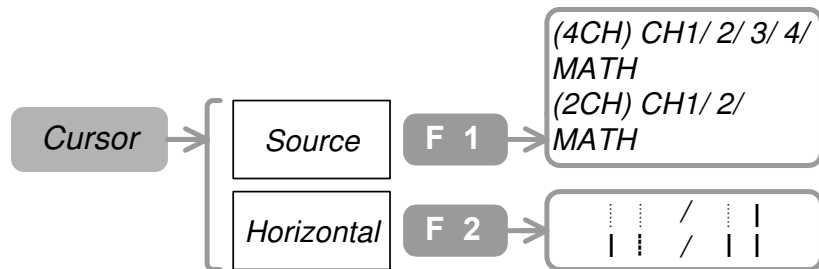 (4CH) CH1/ 2/ 3/ 4/
MATH
(2CH) CH1/ 2/
MATH
Cursor
Source
F 1
Horizontal
F 2
/
/